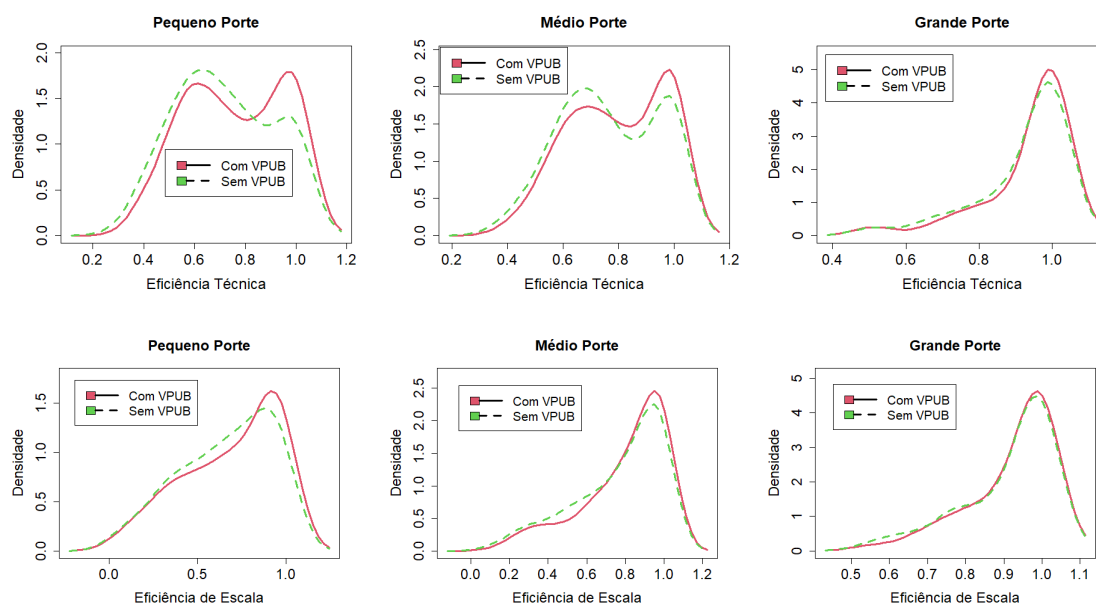 Pequeno Porte
Densidade
0.0 0.5 1.0 1.5 2.0
Com VPUB
Sem VPUB
0.2 0.4 0.6 0.8 1.0 1.2
Eficiência Técnica
Médio Porte
Densidade
0.0 0.5 1.0 1.5 2.0 2.5
Com VPUB
Sem VPUB
0.2 0.4 0.6 0.8 1.0 1.2
Eficiência Técnica
Grande Porte
Densidade
0 1 2 3 4 5
Com VPUB
Sem VPUB
0.4 0.6 0.8 1.0
Eficiência Técnica
Pequeno Porte
Densidade
0.0 0.5 1.0 1.5
Com VPUB
Sem VPUB
0.0 0.5 1.0
Eficiência de Escala
Médio Porte
Densidade
0.0 0.5 1.0 1.5 2.0 2.5
Com VPUB
Sem VPUB
0.0 0.2 0.4 0.6 0.8 1.0 1.2
Eficiência de Escala
Grande Porte
Densidade
0 1 2 3 4 5
Com VPUB
Sem VPUB
0.5 0.6 0.7 0.8 0.9 1.0 1.1
Eficiência de Escala